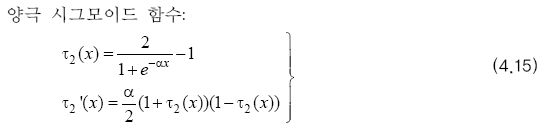 양극 시그모이드 함수:
τ₂(x) = 2 / (1+e^(-αx)) − 1
(4.15)
τ₂'(x) = α/2 (1+τ₂(x))(1−τ₂(x))